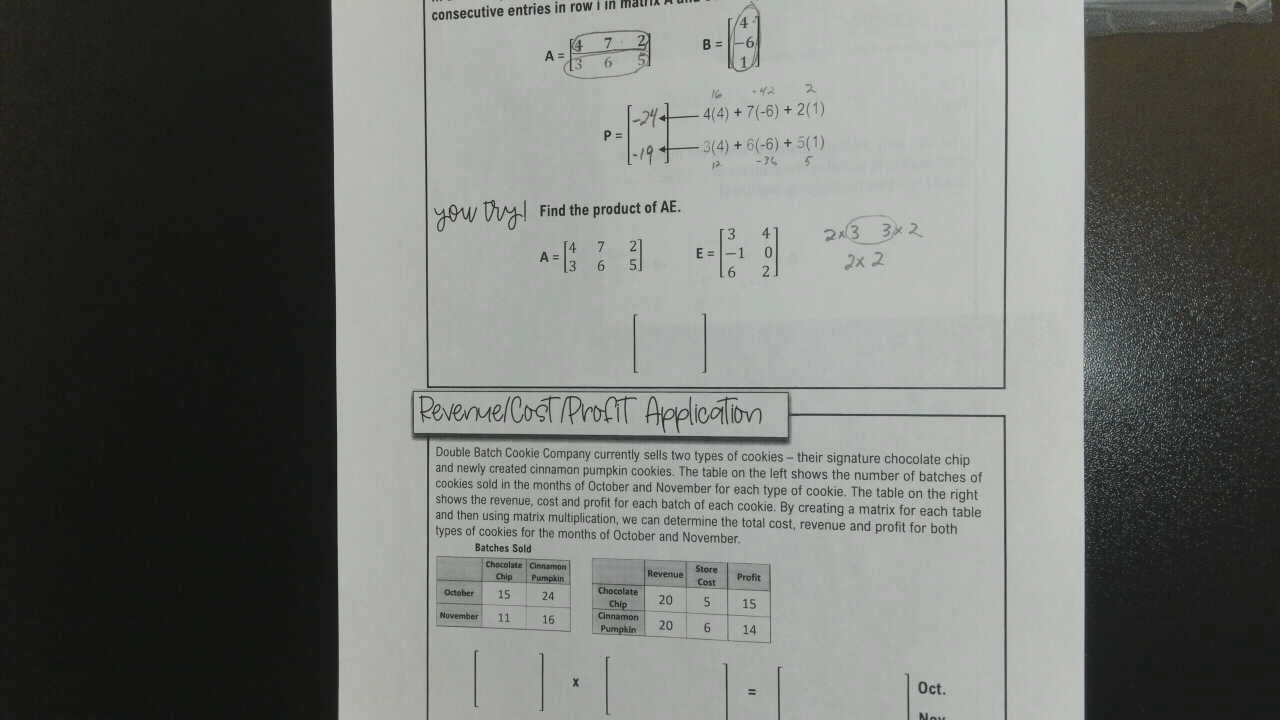 consecutive entries in row i in matrix A
A = [4 7 2
3 6 5]
B = [4
-6
1]
16 -42 2
P = [-24 ← 4(4) + 7(-6) + 2(1)
-19] ← 3(4) + 6(-6) + 5(1)
12 -36 5
you try! Find the product of AE.
A = [4 7 2
3 6 5]
E = [3 4
-1 0
6 2]
2x3 3x2
2x2
[ ]
Revenue/Cost/Profit Application
Double Batch Cookie Company currently sells two types of cookies – their signature chocolate chip
and newly created cinnamon pumpkin cookies. The table on the left shows the number of batches of
cookies sold in the months of October and November for each type of cookie. The table on the right
shows the revenue, cost and profit for each batch of each cookie. By creating a matrix for each table
and then using matrix multiplication, we can determine the total cost, revenue and profit for both
types of cookies for the months of October and November.
Batches Sold
Chocolate Chip Cinnamon Pumpkin
October 15 24
November 11 16
Revenue Store Cost Profit
Chocolate Chip 20 5 15
Cinnamon Pumpkin 20 6 14
[ ] x [ ] = [ ] Oct.
Nov.